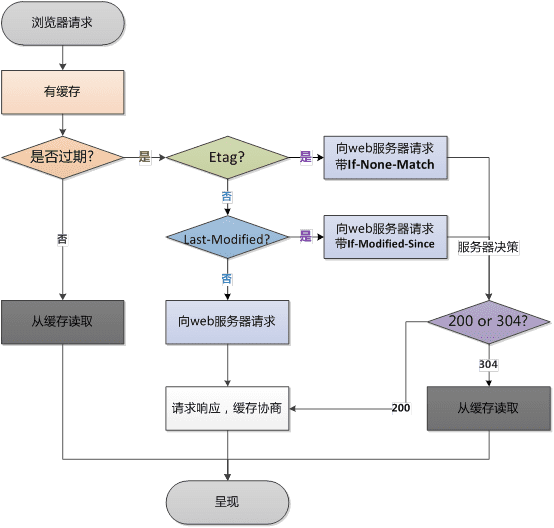 浏览器请求
有缓存
是否过期?
是
Etag?
是
向web服务器请求
带If-None-Match
否
否
Last-Modified?
是
向web服务器请求
带If-Modified-Since
服务器决策
否
从缓存读取
向web服务器请求
200 or 304?
304
请求响应，缓存协商
200
从缓存读取
呈现